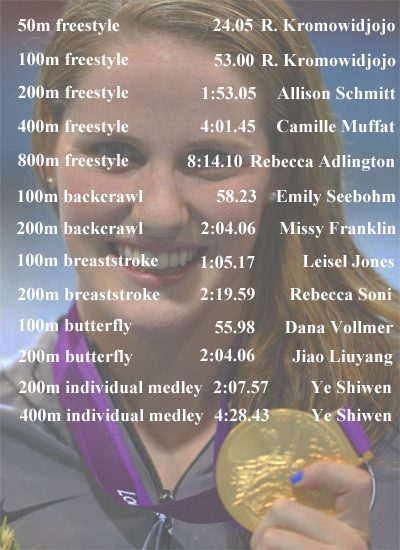 50m freestyle 24.05 R. Kromowidjojo
100m freestyle 53.00 R. Kromowidjojo
200m freestyle 1:53.05 Allison Schmitt
400m freestyle 4:01.45 Camille Muffat
800m freestyle 8:14.10 Rebecca Adlington
100m backcrawl 58.23 Emily Seebohm
200m backcrawl 2:04.06 Missy Franklin
100m breaststroke 1:05.17 Leisel Jones
200m breaststroke 2:19.59 Rebecca Soni
100m butterfly 55.98 Dana Vollmer
200m butterfly 2:04.06 Jiao Liuyang
200m individual medley 2:07.57 Ye Shiwen
400m individual medley 4:28.43 Ye Shiwen